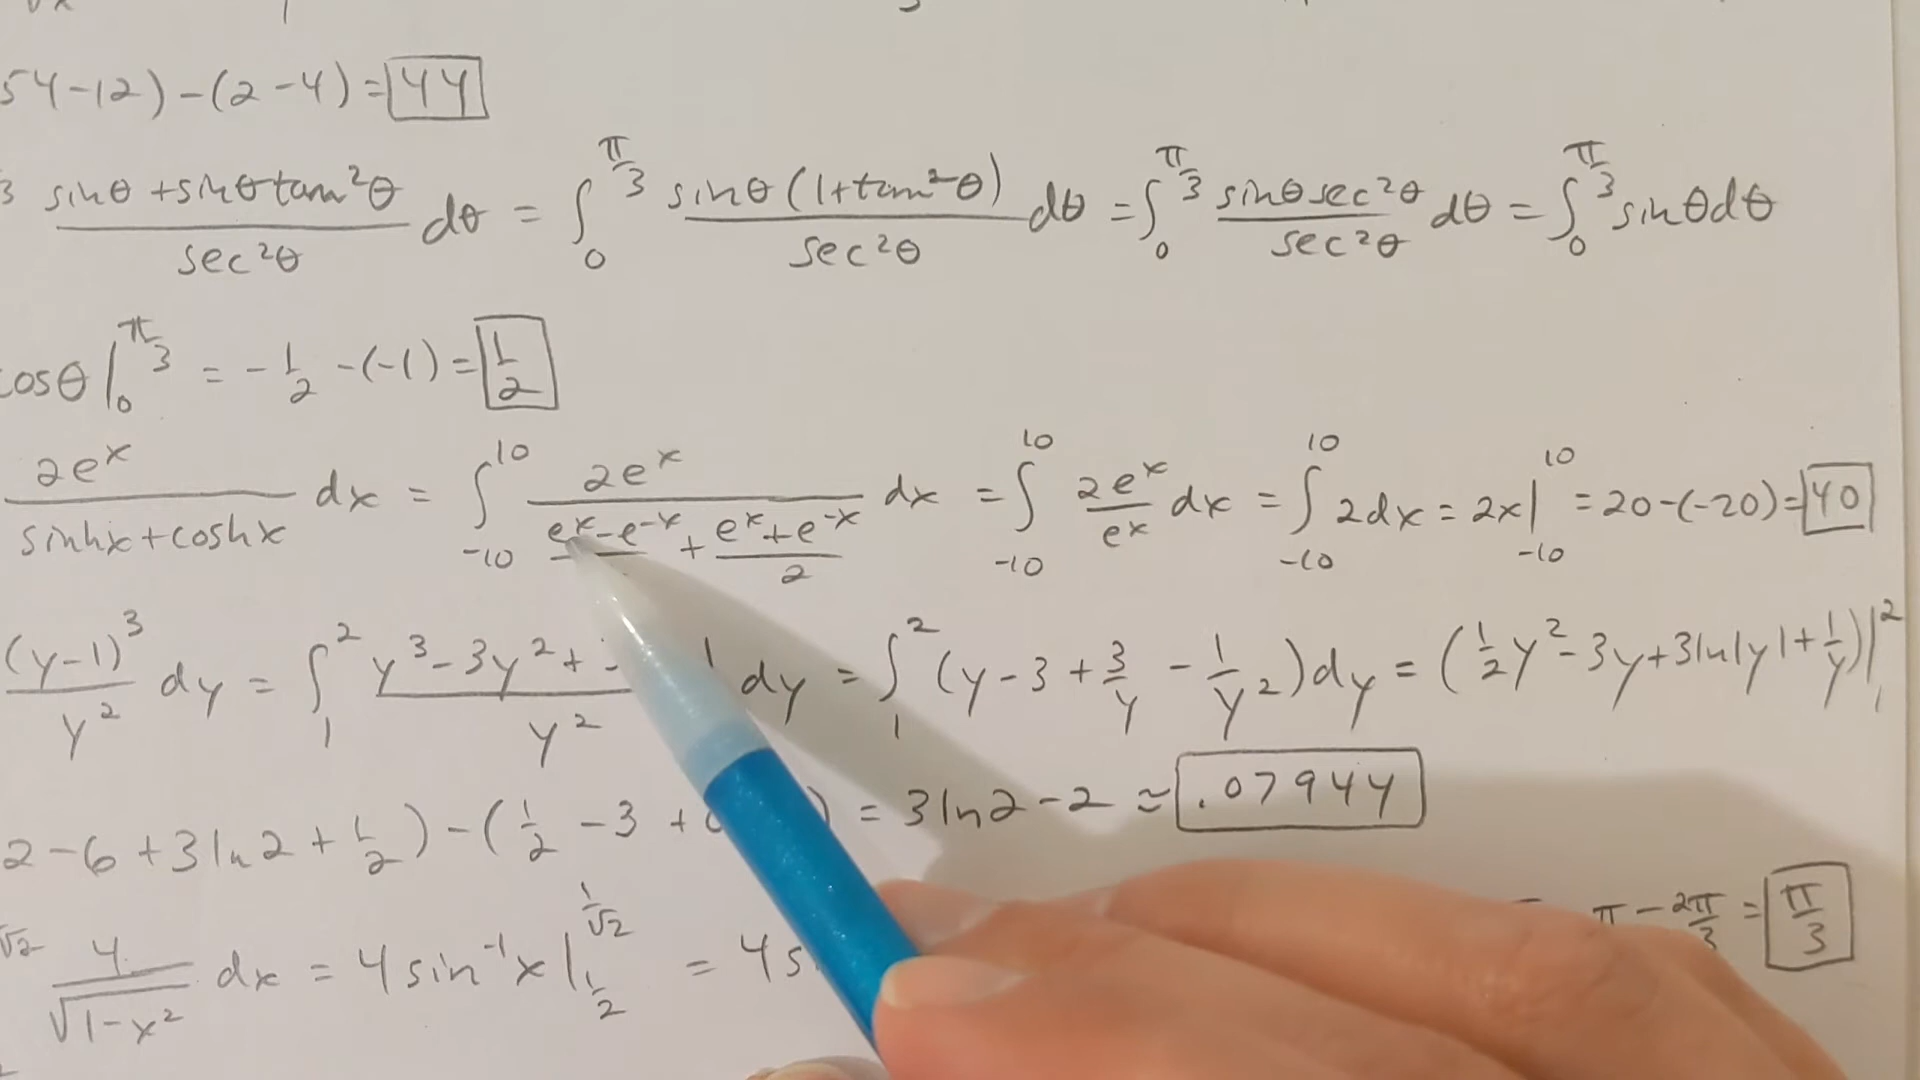 54-12)-(2-4)=44
3 sinθ+sinθtan²θ/sec²θ dθ = ∫₀^π/3 sinθ(1+tan²θ)/sec²θ dθ = ∫₀^π/3 sinθsec²θ/sec²θ dθ = ∫₀^π/3 sinθdθ
cosθ|₀^π/3 = -1/2-(-1)=1/2
2e^x/sinhx+coshx dx = ∫₋₁₀^10 2e^x/(e^x-e^-x + e^x+e^-x/2) dx = ∫₋₁₀^10 2e^x/e^x dx = ∫₋₁₀^10 2dx = 2x|₋₁₀^10 = 20-(-20)=40
(y-1)³/y² dy = ∫₁² y³-3y²+ 1/y² dy = ∫₁² (y-3+3/y-1/y²)dy = (1/2y²-3y+3ln|y|+1/y)|₁²
2-6+3ln2+1/2)-(1/2-3+ ) = 3ln2-2 ≈ .07944
√2 4/√1-x² dx = 4sin⁻¹x|_1/2^1/√2 = 4s π-2π/3 = π/3